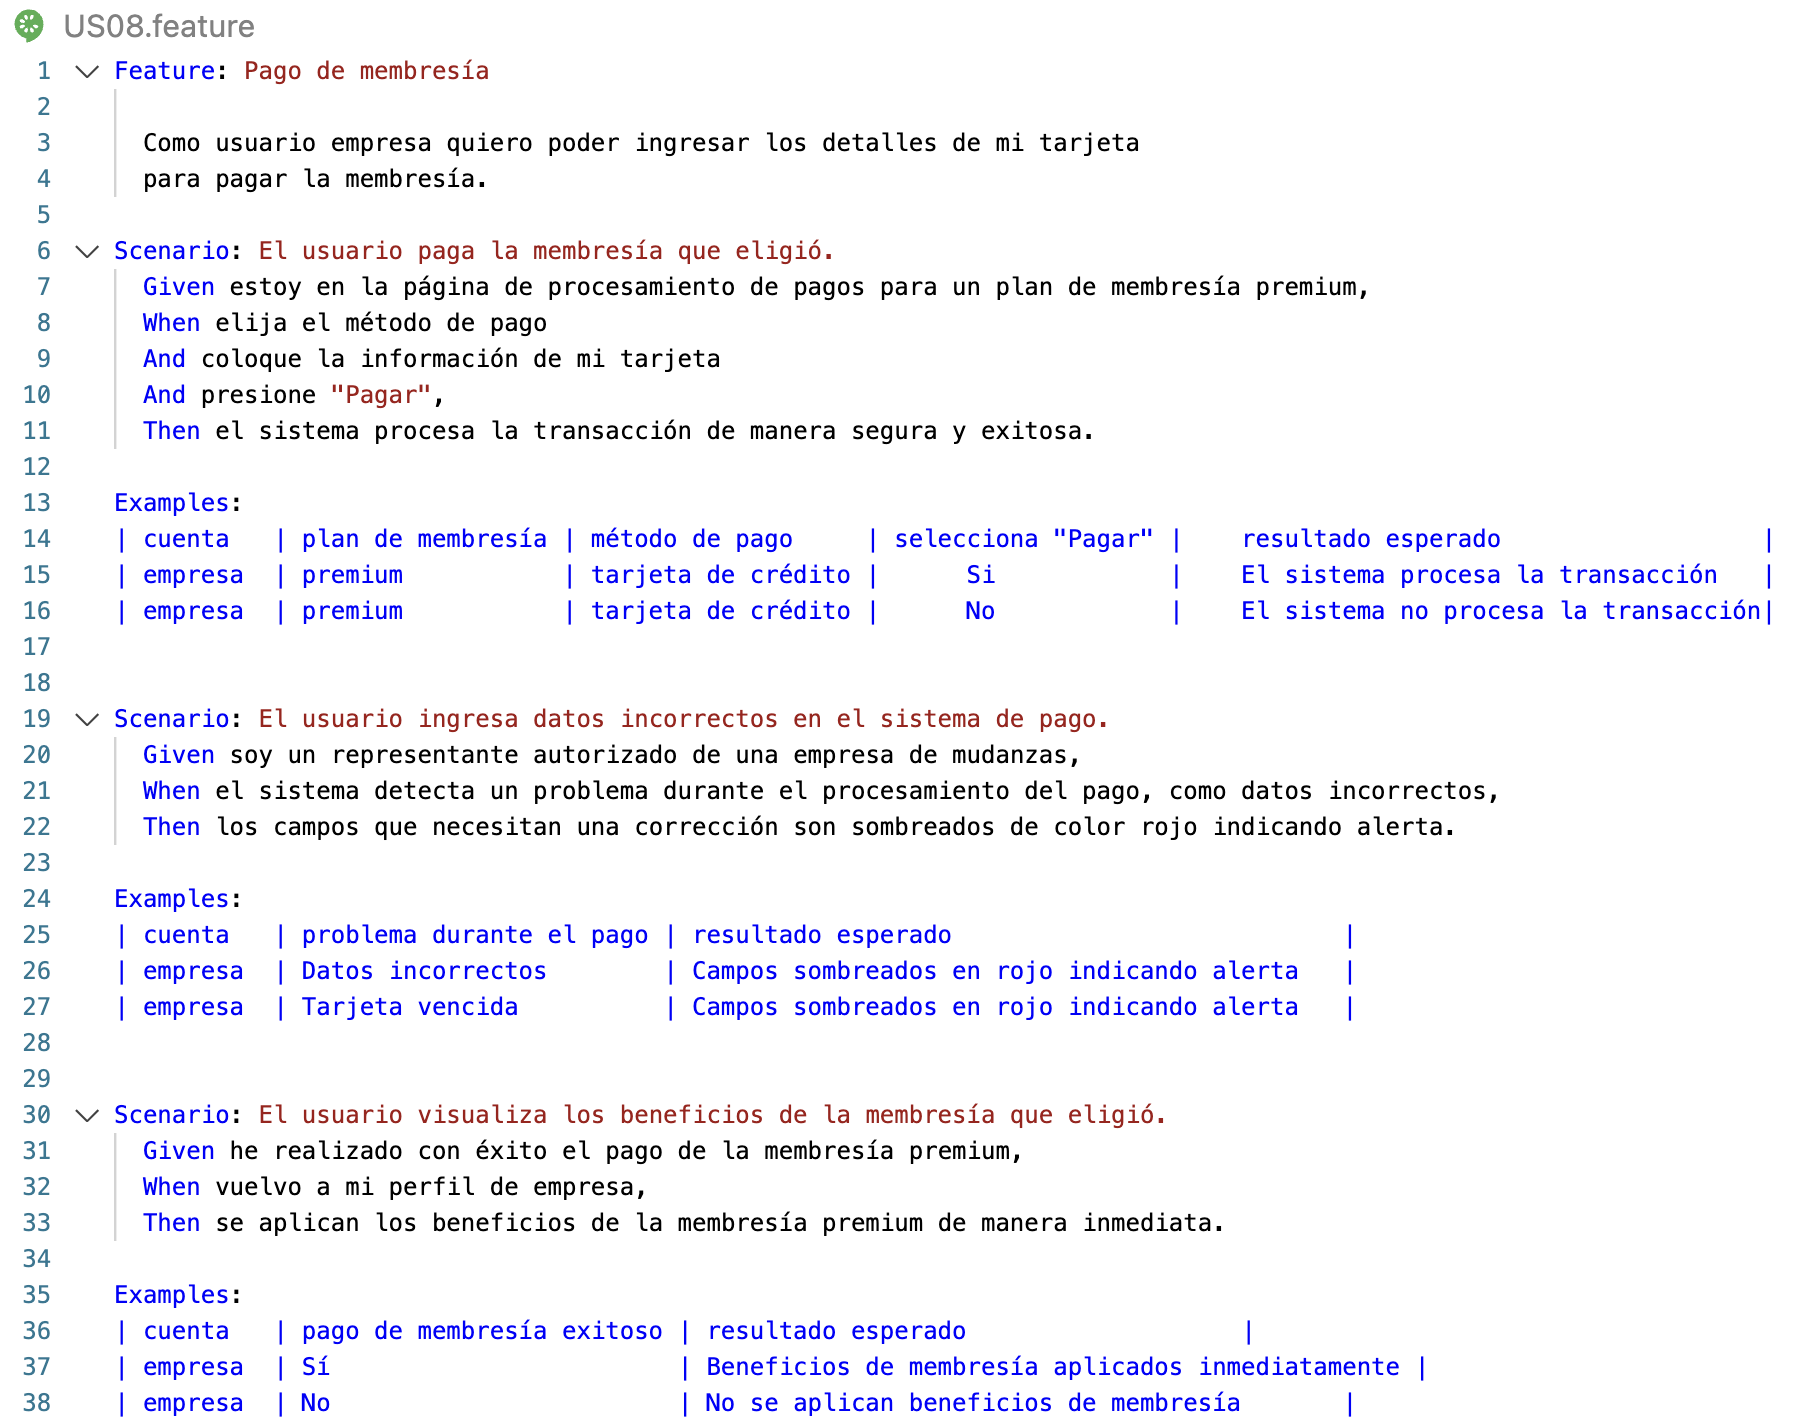 US08.feature
1 Feature: Pago de membresía
2
3 Como usuario empresa quiero poder ingresar los detalles de mi tarjeta
4 para pagar la membresía.
5
6 Scenario: El usuario paga la membresía que eligió.
7 Given estoy en la página de procesamiento de pagos para un plan de membresía premium,
8 When elija el método de pago
9 And coloque la información de mi tarjeta
10 And presione "Pagar",
11 Then el sistema procesa la transacción de manera segura y exitosa.
12
13 Examples:
14 | cuenta | plan de membresía | método de pago | selecciona "Pagar" | resultado esperado |
15 | empresa | premium | tarjeta de crédito | Si | El sistema procesa la transacción |
16 | empresa | premium | tarjeta de crédito | No | El sistema no procesa la transacción|
17
18
19 Scenario: El usuario ingresa datos incorrectos en el sistema de pago.
20 Given soy un representante autorizado de una empresa de mudanzas,
21 When el sistema detecta un problema durante el procesamiento del pago, como datos incorrectos,
22 Then los campos que necesitan una corrección son sombreados de color rojo indicando alerta.
23
24 Examples:
25 | cuenta | problema durante el pago | resultado esperado |
26 | empresa | Datos incorrectos | Campos sombreados en rojo indicando alerta |
27 | empresa | Tarjeta vencida | Campos sombreados en rojo indicando alerta |
28
29
30 Scenario: El usuario visualiza los beneficios de la membresía que eligió.
31 Given he realizado con éxito el pago de la membresía premium,
32 When vuelvo a mi perfil de empresa,
33 Then se aplican los beneficios de la membresía premium de manera inmediata.
34
35 Examples:
36 | cuenta | pago de membresía exitoso | resultado esperado |
37 | empresa | Sí | Beneficios de membresía aplicados inmediatamente |
38 | empresa | No | No se aplican beneficios de membresía |